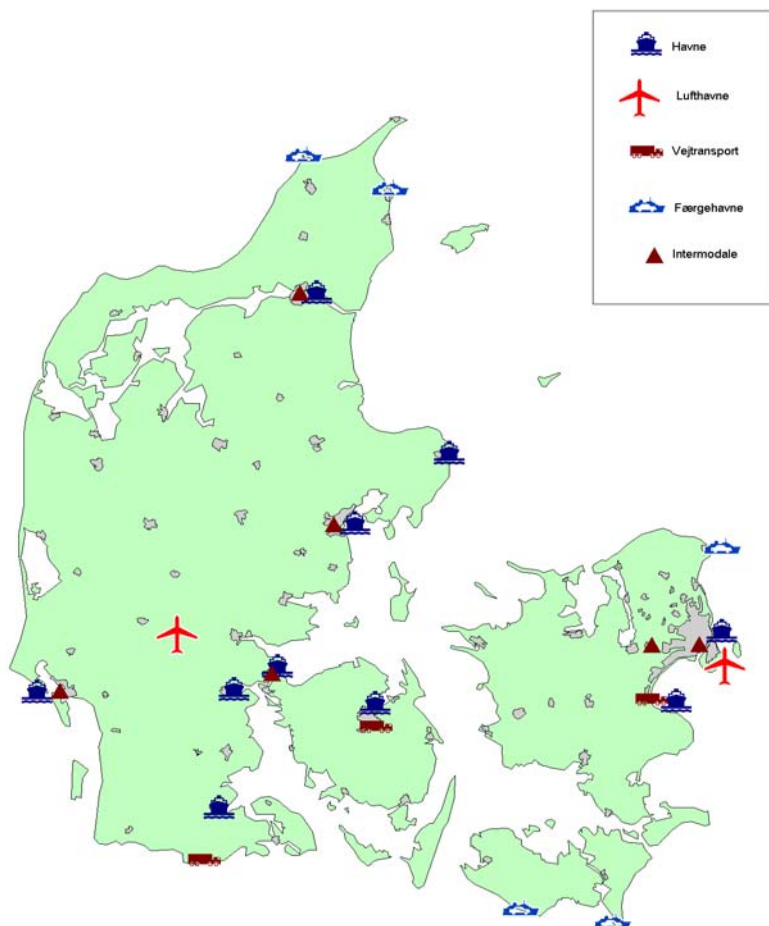 Havne
Lufthavne
Vejtransport
Færgehavne
Intermodale